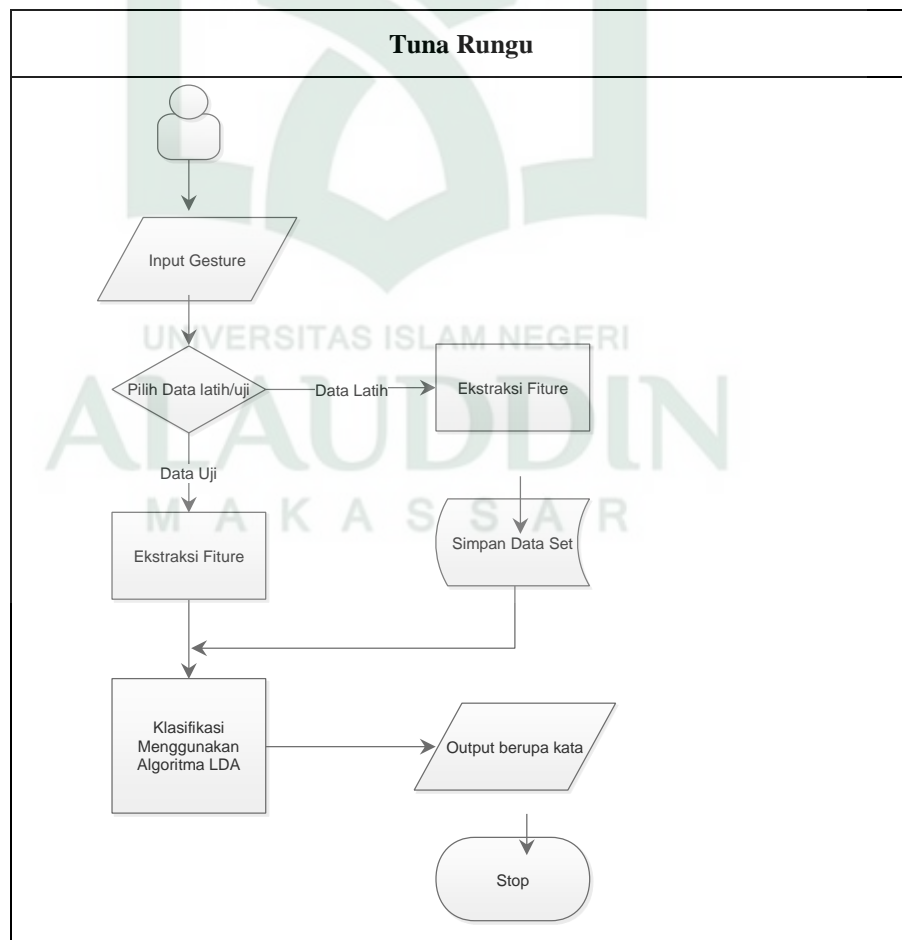 Tuna Rungu
Input Gesture
UNIVERSITAS ISLAM NEGERI
Pilih Data latih/uji
Data Latih
Ekstraksi Fiture
ALAUDDIN
Data Uji
MAKASSAR
Ekstraksi Fiture
Simpan Data Set
Klasifikasi
Menggunakan
Algoritma LDA
Output berupa kata
Stop